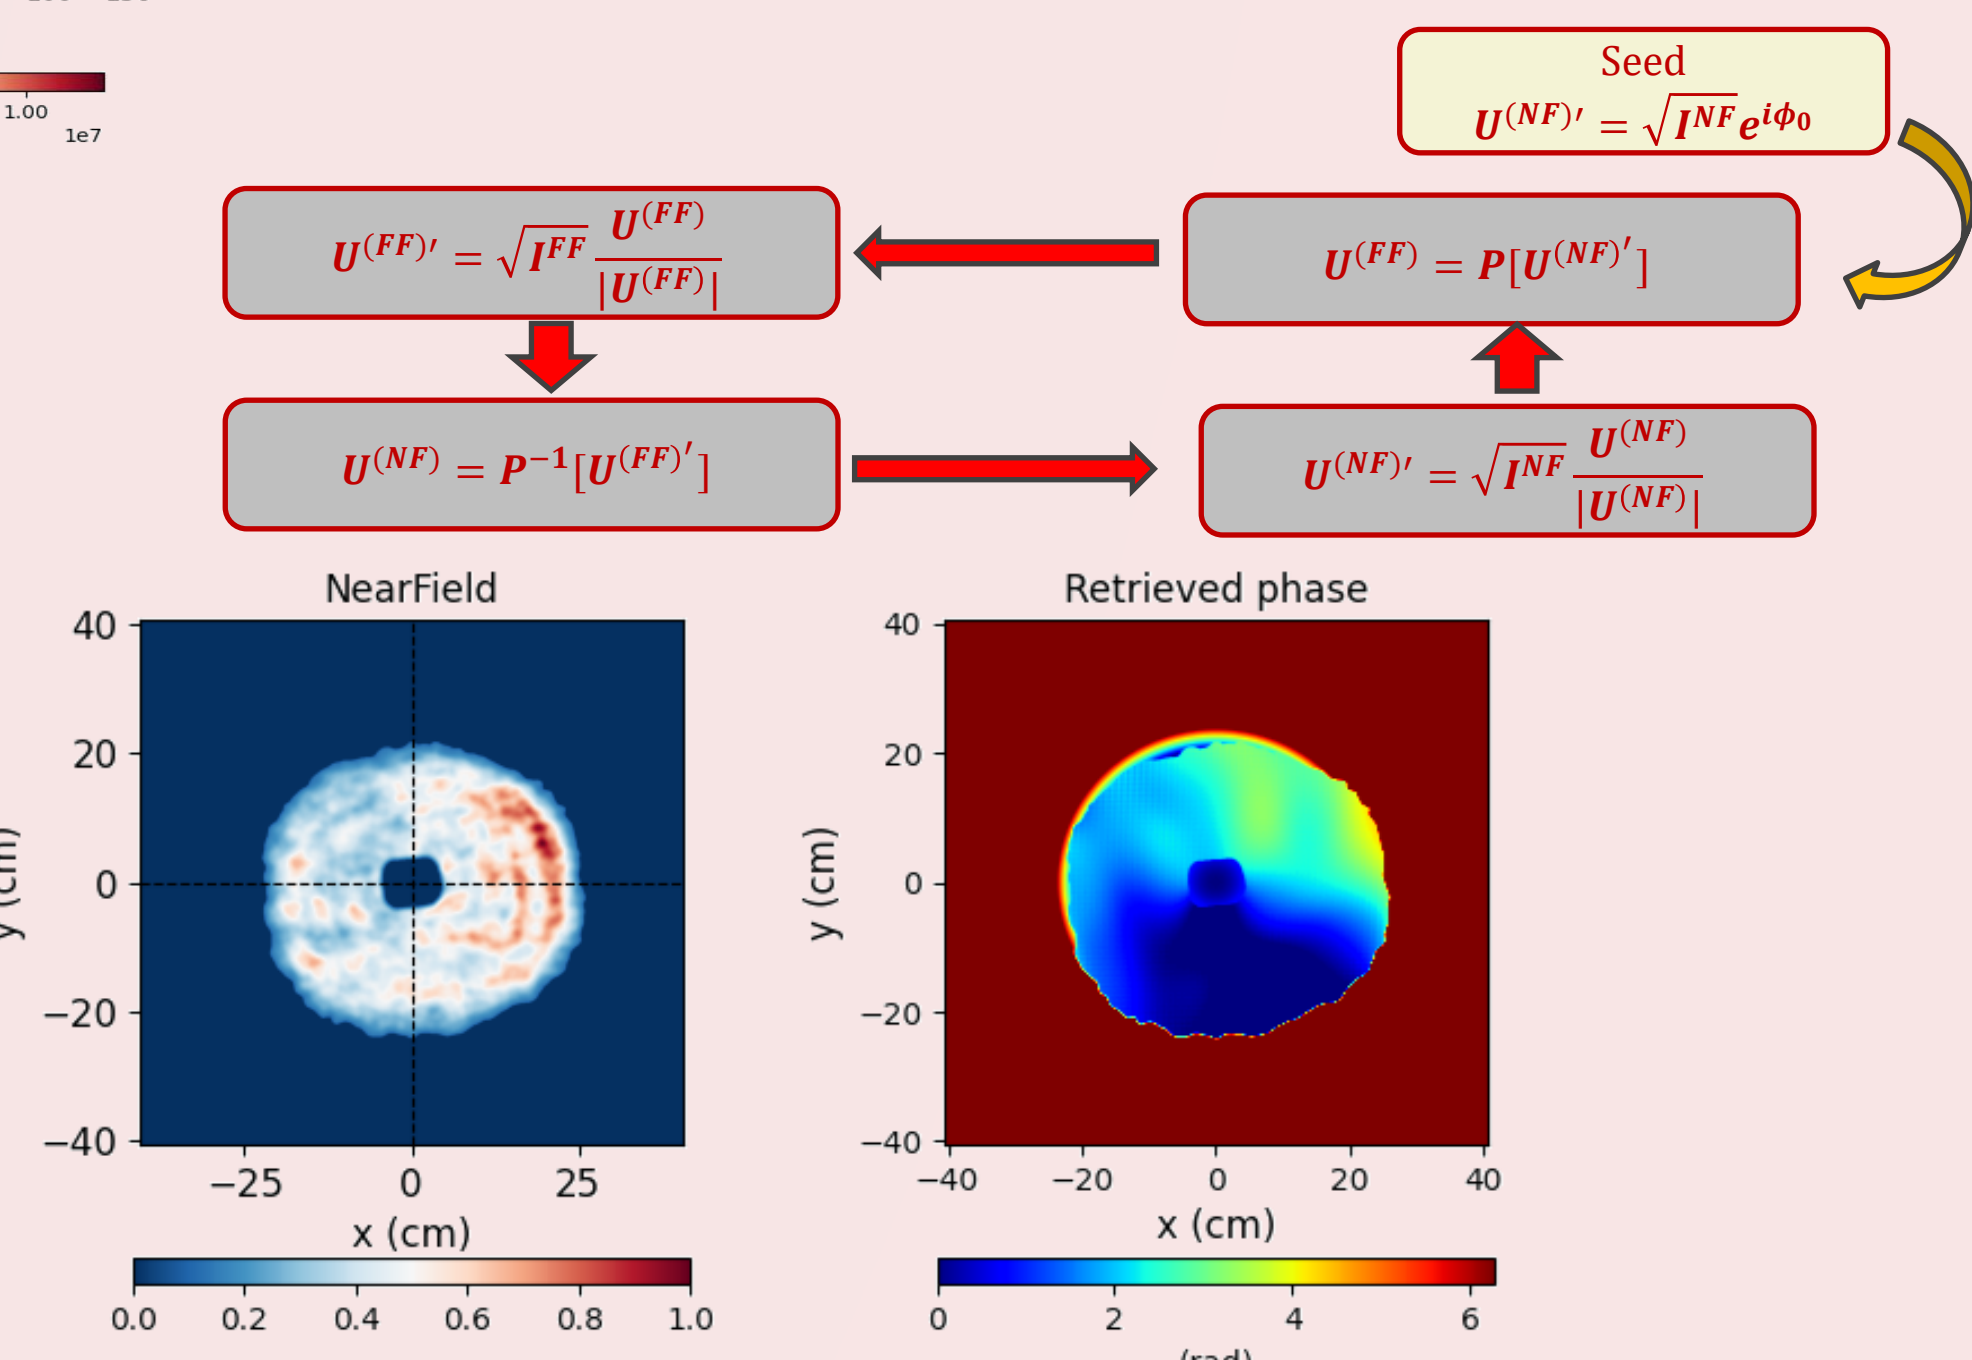 1.00
1e7
Seed
U^(NF)′ = √I^NF e^iϕ₀
U^(FF)′ = √I^FF U^(FF) / |U^(FF)|
U^(FF) = P[U^(NF)′]
U^(NF) = P^−1[U^(FF)′]
U^(NF)′ = √I^NF U^(NF) / |U^(NF)|
NearField
40
20
0
−20
−40
y (cm)
−25 0 25
x (cm)
0.0 0.2 0.4 0.6 0.8 1.0
Retrieved phase
40
20
0
−20
−40
y (cm)
−40 −20 0 20 40
x (cm)
0 2 4 6
(rad)